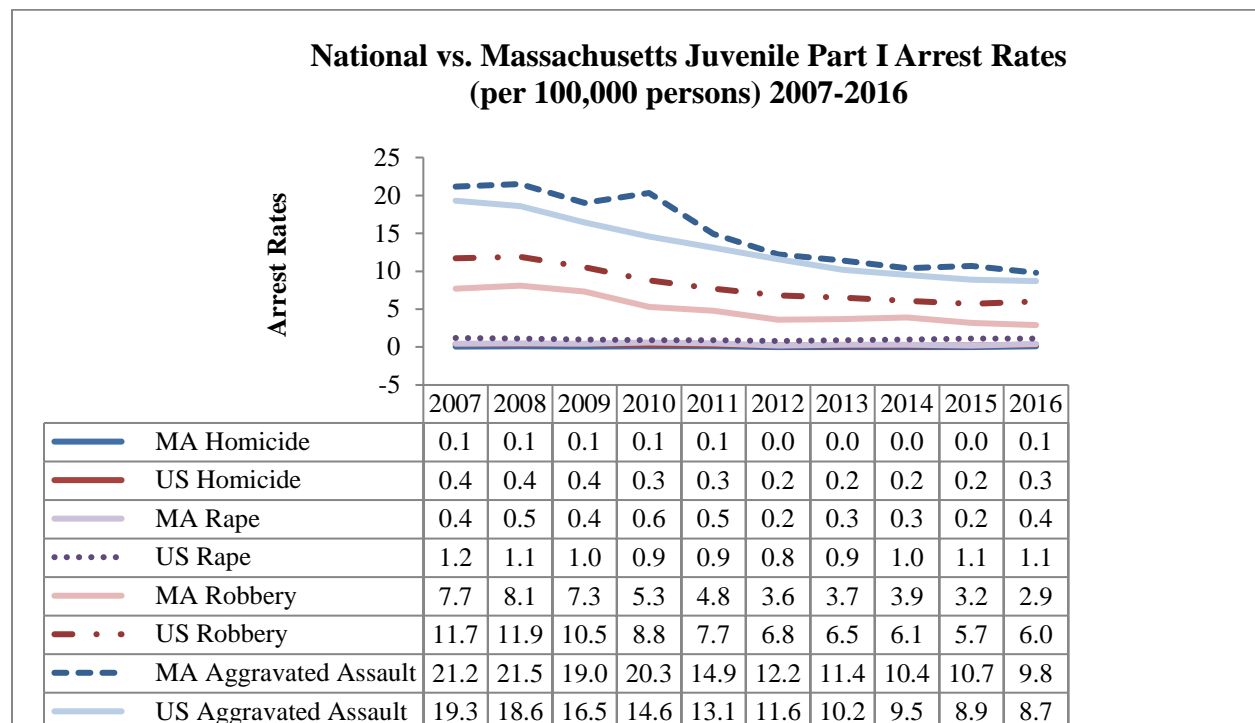 National vs. Massachusetts Juvenile Part I Arrest Rates
(per 100,000 persons) 2007-2016
Arrest Rates
25
20
15
10
5
0
-5
2007 2008 2009 2010 2011 2012 2013 2014 2015 2016
MA Homicide 0.1 0.1 0.1 0.1 0.1 0.0 0.0 0.0 0.0 0.1
US Homicide 0.4 0.4 0.4 0.3 0.3 0.2 0.2 0.2 0.2 0.3
MA Rape 0.4 0.5 0.4 0.6 0.5 0.2 0.3 0.3 0.2 0.4
US Rape 1.2 1.1 1.0 0.9 0.9 0.8 0.9 1.0 1.1 1.1
MA Robbery 7.7 8.1 7.3 5.3 4.8 3.6 3.7 3.9 3.2 2.9
US Robbery 11.7 11.9 10.5 8.8 7.7 6.8 6.5 6.1 5.7 6.0
MA Aggravated Assault 21.2 21.5 19.0 20.3 14.9 12.2 11.4 10.4 10.7 9.8
US Aggravated Assault 19.3 18.6 16.5 14.6 13.1 11.6 10.2 9.5 8.9 8.7